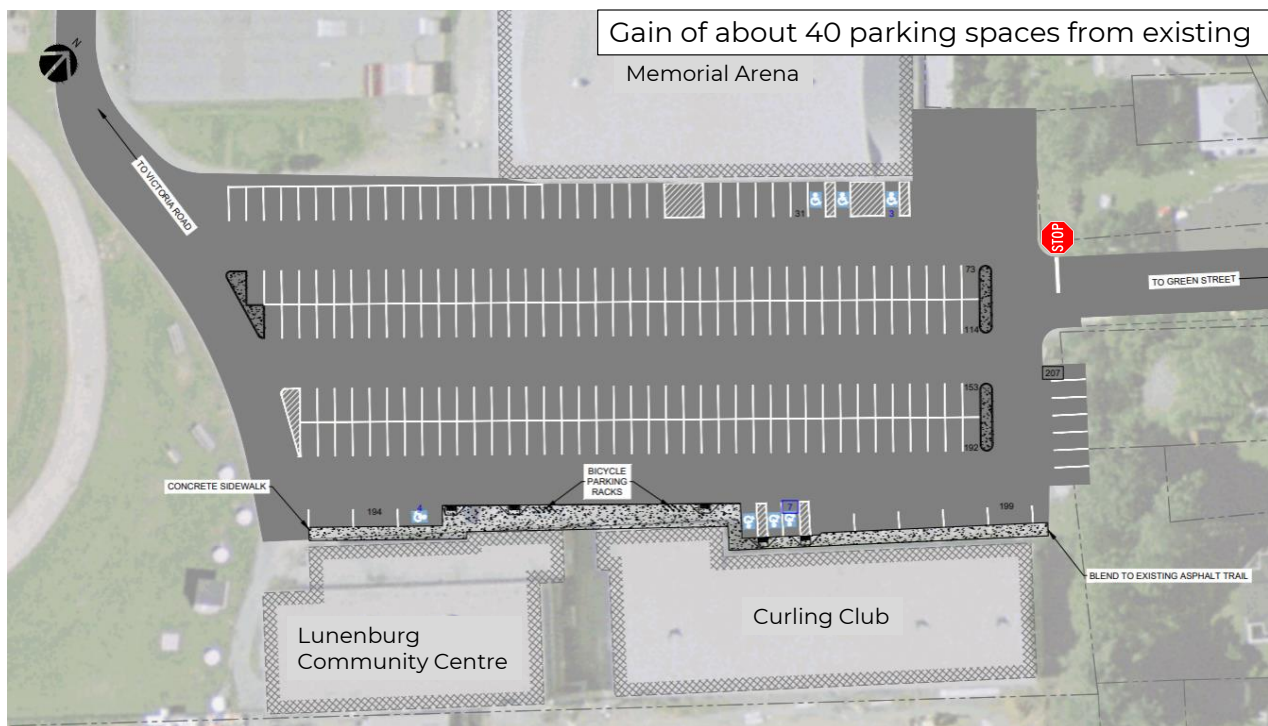 Gain of about 40 parking spaces from existing
Memorial Arena
N
TO VICTORIA ROAD
31
3
STOP
73
TO GREEN STREET
114
207
153
192
BICYCLE
PARKING
RACKS
CONCRETE SIDEWALK
194
4
7
199
BLEND TO EXISTING ASPHALT TRAIL
Curling Club
Lunenburg
Community Centre